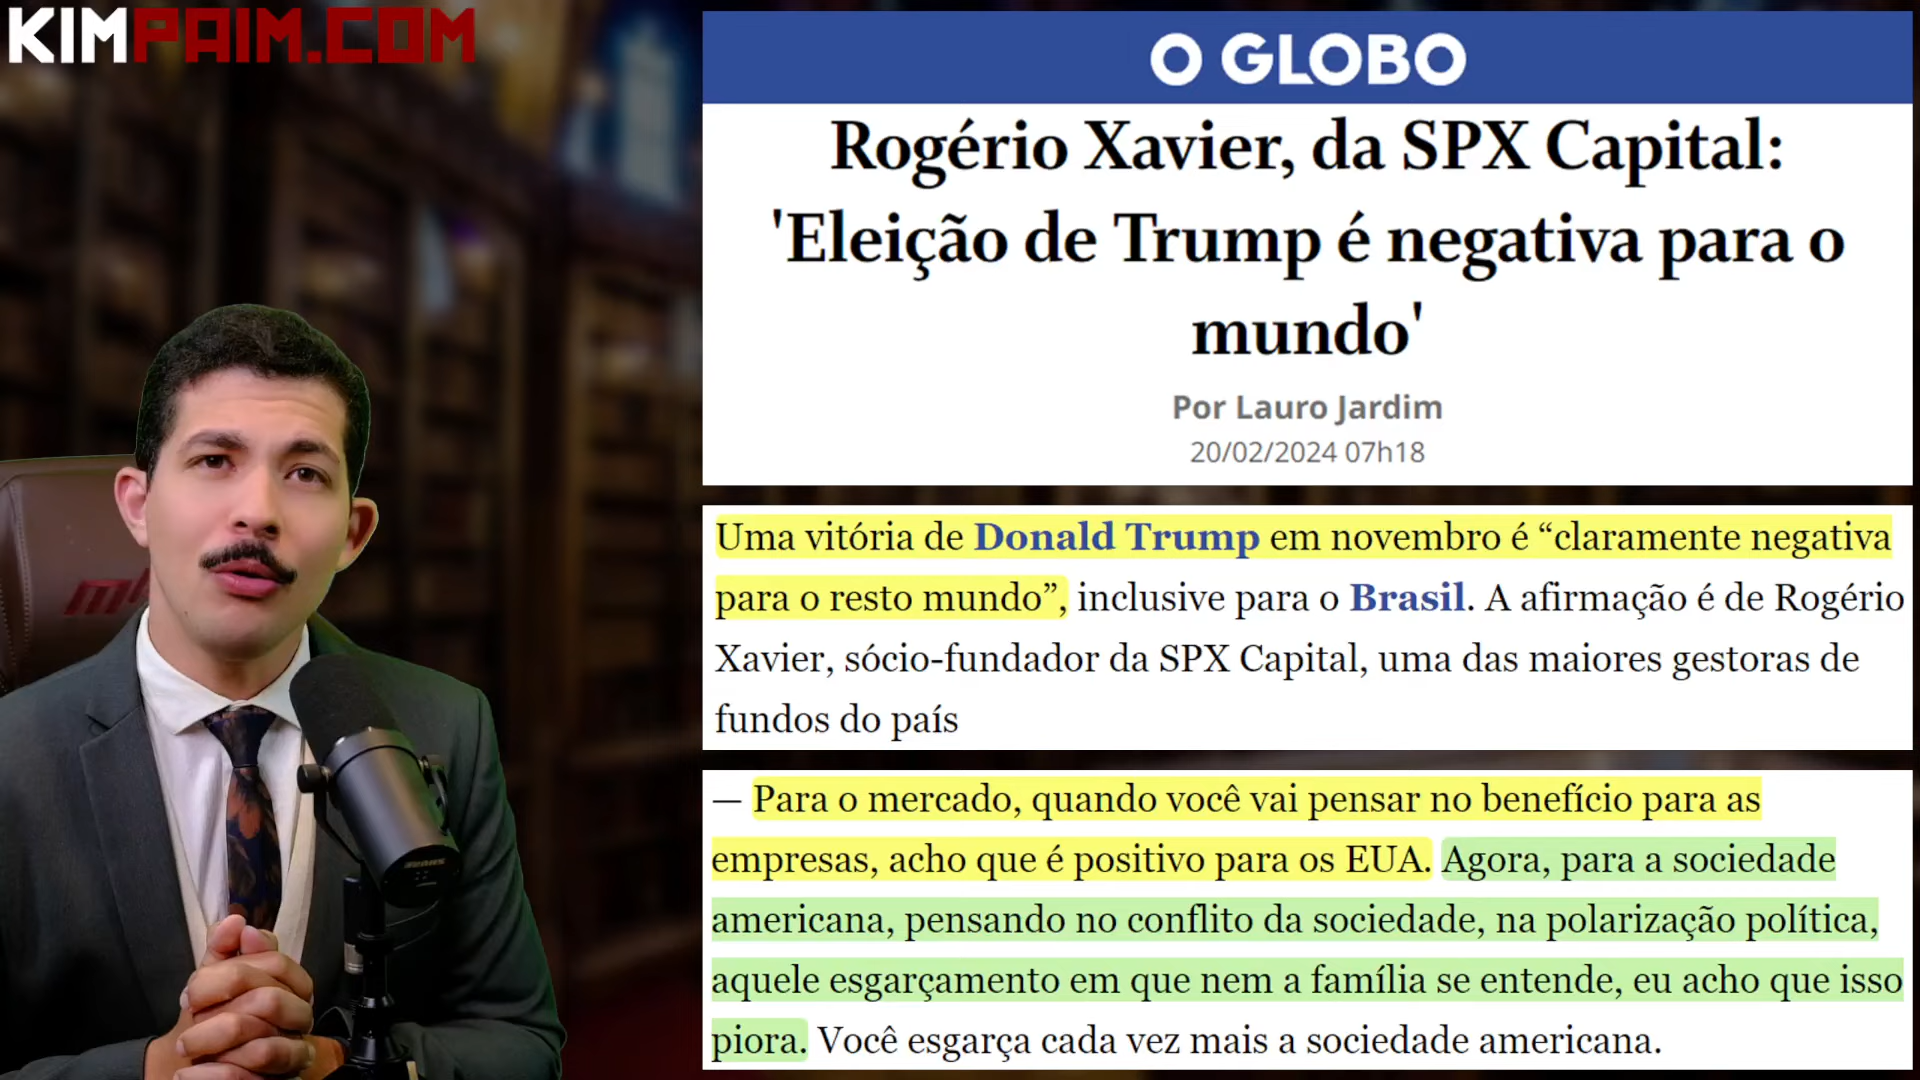 KIMPAIM.COM
O GLOBO
Rogério Xavier, da SPX Capital:
'Eleição de Trump é negativa para o
mundo'
Por Lauro Jardim
20/02/2024 07h18
Uma vitória de Donald Trump em novembro é “claramente negativa
para o resto mundo”, inclusive para o Brasil. A afirmação é de Rogério
Xavier, sócio-fundador da SPX Capital, uma das maiores gestoras de
fundos do país
— Para o mercado, quando você vai pensar no benefício para as
empresas, acho que é positivo para os EUA. Agora, para a sociedade
americana, pensando no conflito da sociedade, na polarização política,
aquele esgarçamento em que nem a família se entende, eu acho que isso
piora. Você esgarça cada vez mais a sociedade americana.